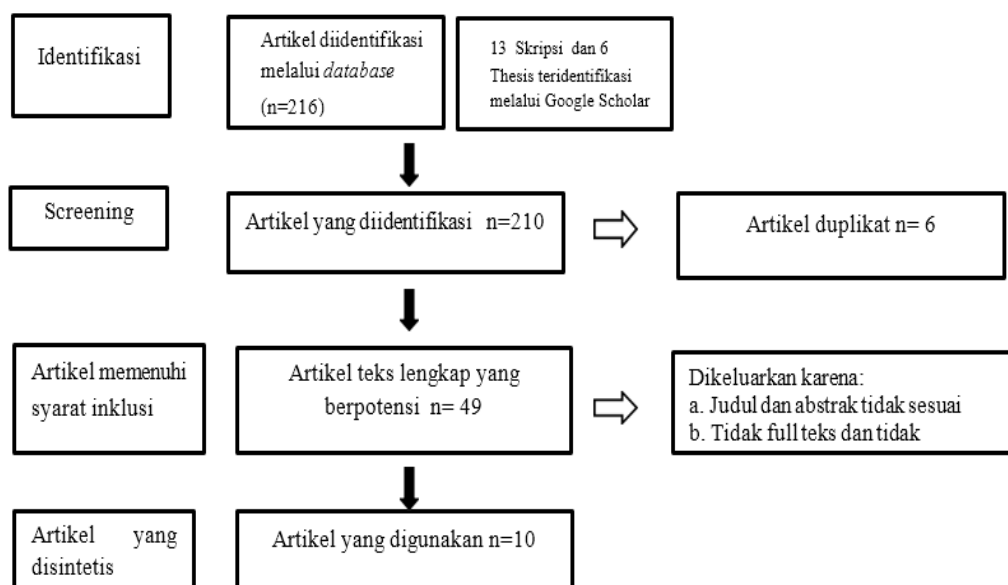 Identifikasi
Artikel diidentifikasi
melalui database
(n=216)
13 Skripsi dan 6
Thesis teridentifikasi
melalui Google Scholar
Screening
Artikel yang diidentifikasi n=210
Artikel duplikat n= 6
Artikel memenuhi
syarat inklusi
Artikel teks lengkap yang
berpotensi n= 49
Dikeluarkan karena:
a. Judul dan abstrak tidak sesuai
b. Tidak full teks dan tidak
Artikel yang
disintetis
Artikel yang digunakan n=10